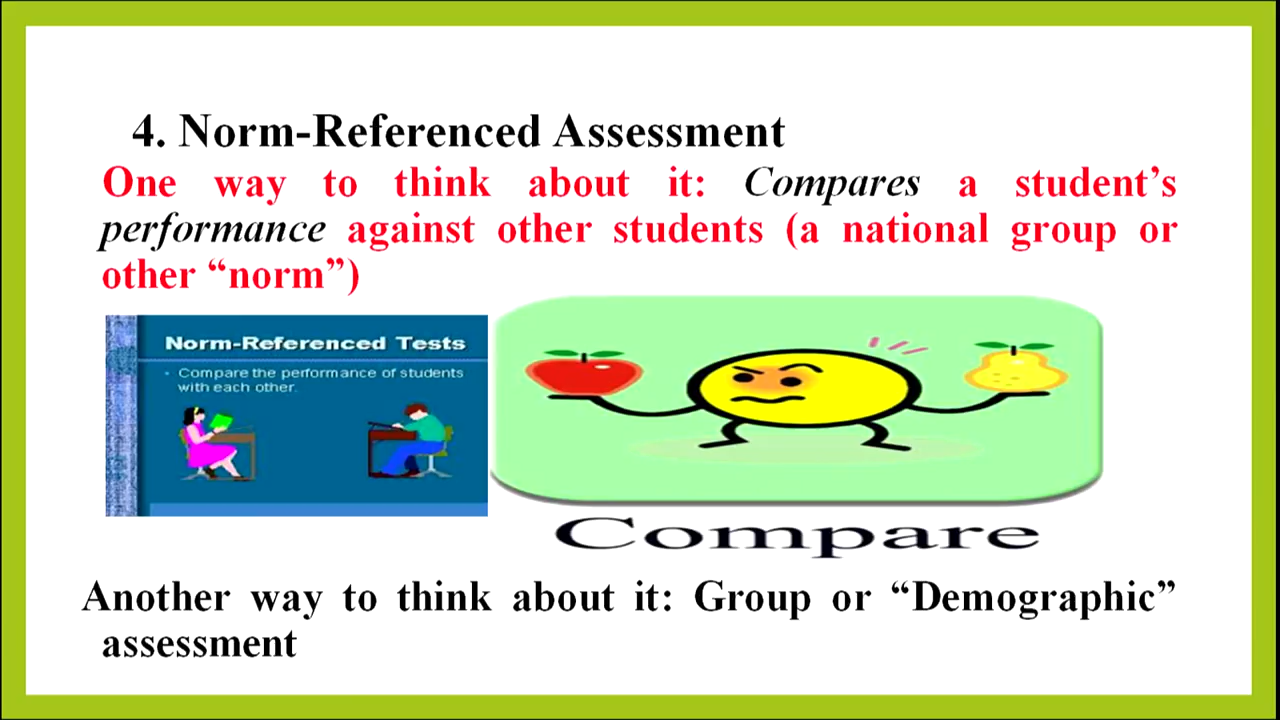 4. Norm-Referenced Assessment
One way to think about it: Compares a student’s
performance against other students (a national group or
other “norm”)
Norm-Referenced Tests
• Compare the performance of students
with each other.
Compare
Another way to think about it: Group or “Demographic”
assessment